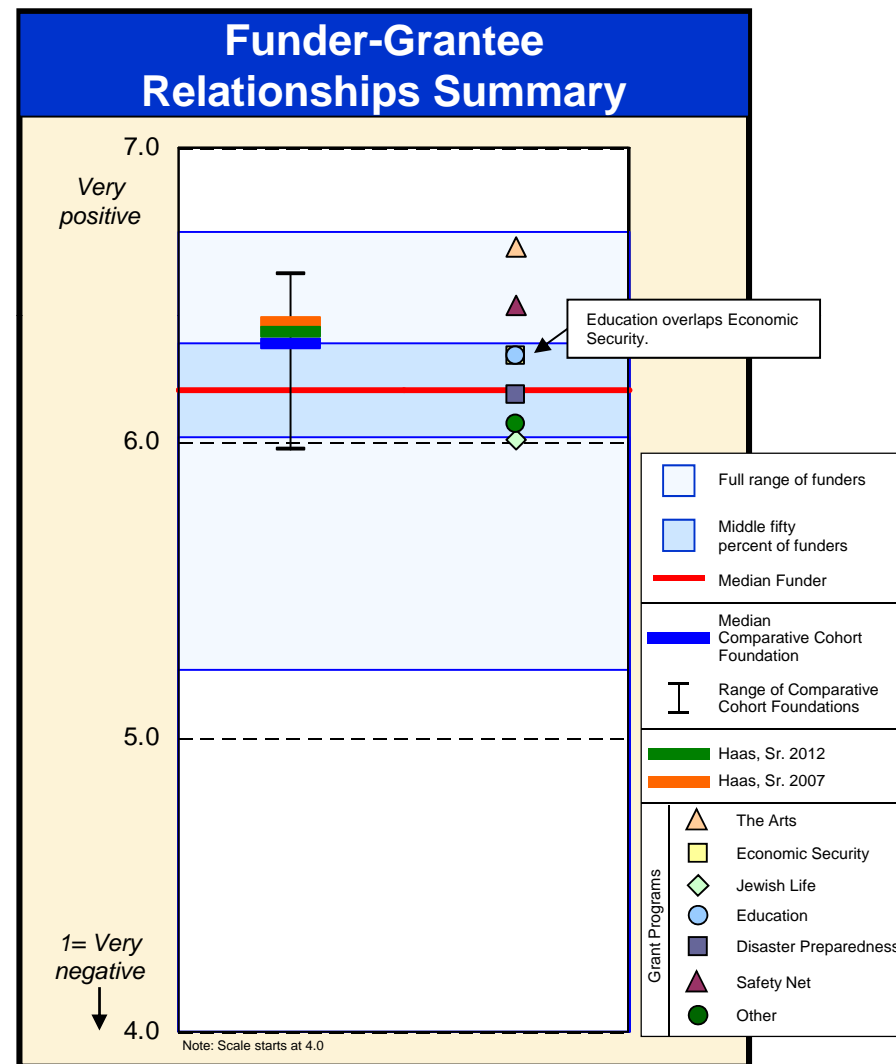 Funder-Grantee
Relationships Summary
7.0
Very
positive
6.0
5.0
1= Very
negative
4.0
Note: Scale starts at 4.0
Education overlaps Economic
Security.
Full range of funders
Middle fifty
percent of funders
Median Funder
Median
Comparative Cohort
Foundation
Range of Comparative
Cohort Foundations
Haas, Sr. 2012
Haas, Sr. 2007
Grant Programs
The Arts
Economic Security
Jewish Life
Education
Disaster Preparedness
Safety Net
Other